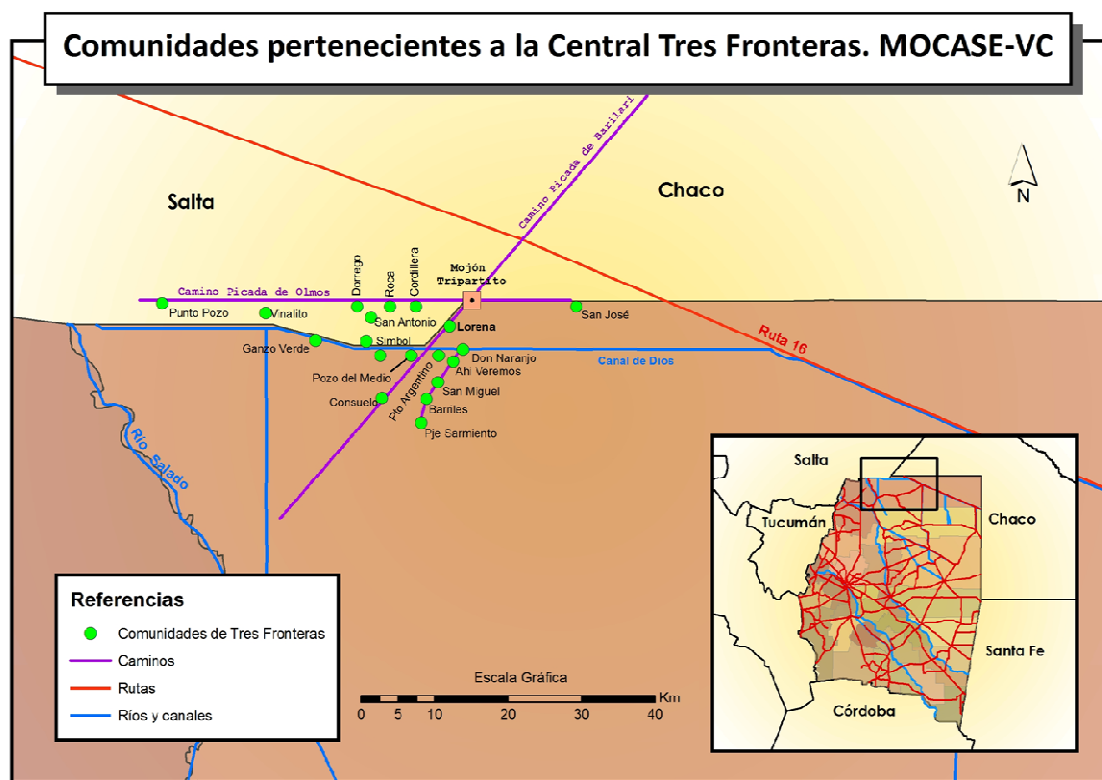 Comunidades pertenecientes a la Central Tres Fronteras. MOCASE-VC
Camino Picada de Barilari
Salta
Chaco
N
Mojón
Tripartito
Dorrego
Roca
Cordillera
Camino Picada de Olmos
Punto Pozo
Vinalito
San Antonio
Lorena
San José
Ruta 16
Ganzo Verde
Simbol
Canal de Dios
Don Naranjo
Pozo del Medio
Pto Argentino
Ahi Veremos
San Miguel
Consuelo
Barriles
Pje Sarmiento
Río Salado
Salta
Tucumán
Chaco
Santa Fe
Córdoba
Referencias
Comunidades de Tres Fronteras
Caminos
Rutas
Ríos y canales
Escala Gráfica
Km
0 5 10 20 30 40